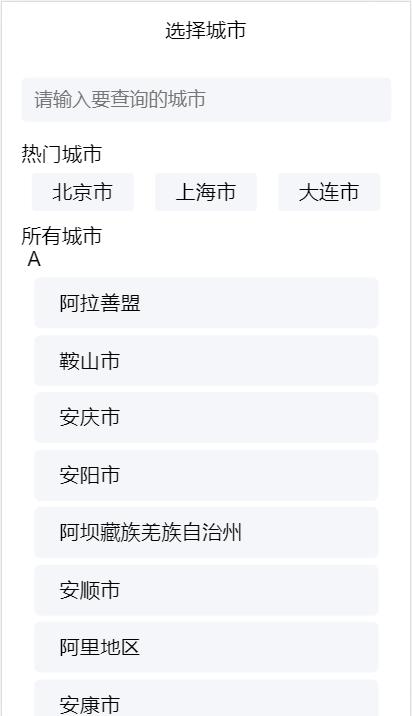 选择城市
请输入要查询的城市
热门城市
北京市 上海市 大连市
所有城市
A
阿拉善盟
鞍山市
安庆市
安阳市
阿坝藏族羌族自治州
安顺市
阿里地区
安康市